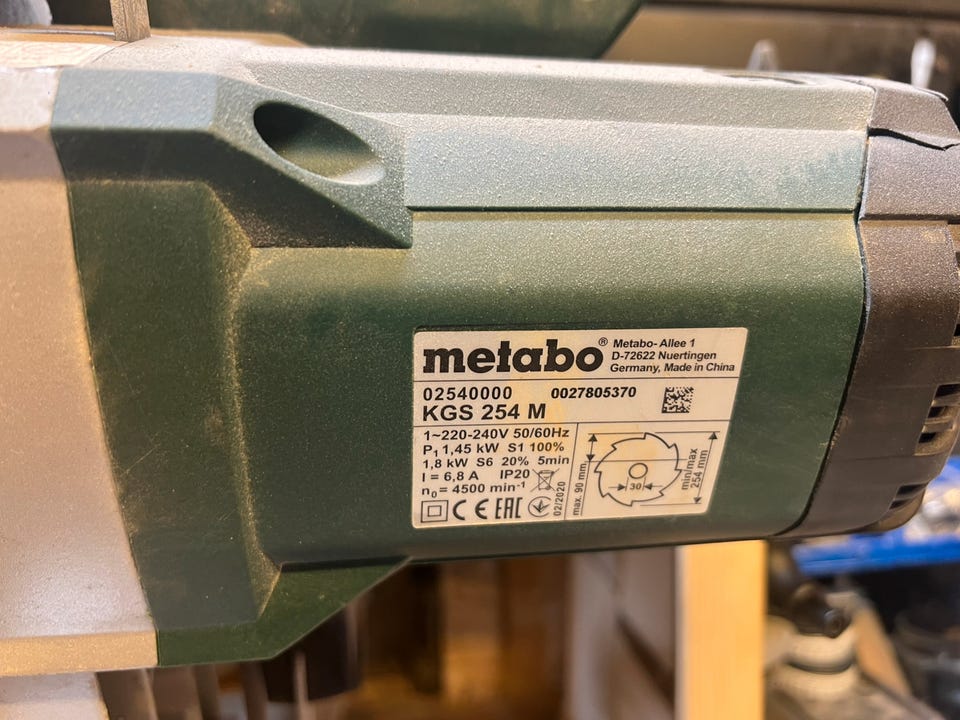 metabo®
Metabo-Allee 1
D-72622 Nuertingen
Germany, Made in China
02540000 0027805370
KGS 254 M
1~220-240V 50/60Hz
P1 1,45 kW S1 100%
1,8 kW S6 20% 5min
I = 6,8 A IP20
n0 = 4500 min-1
CE EAC
02/2020
max. 90 mm
30
min/max
254 mm